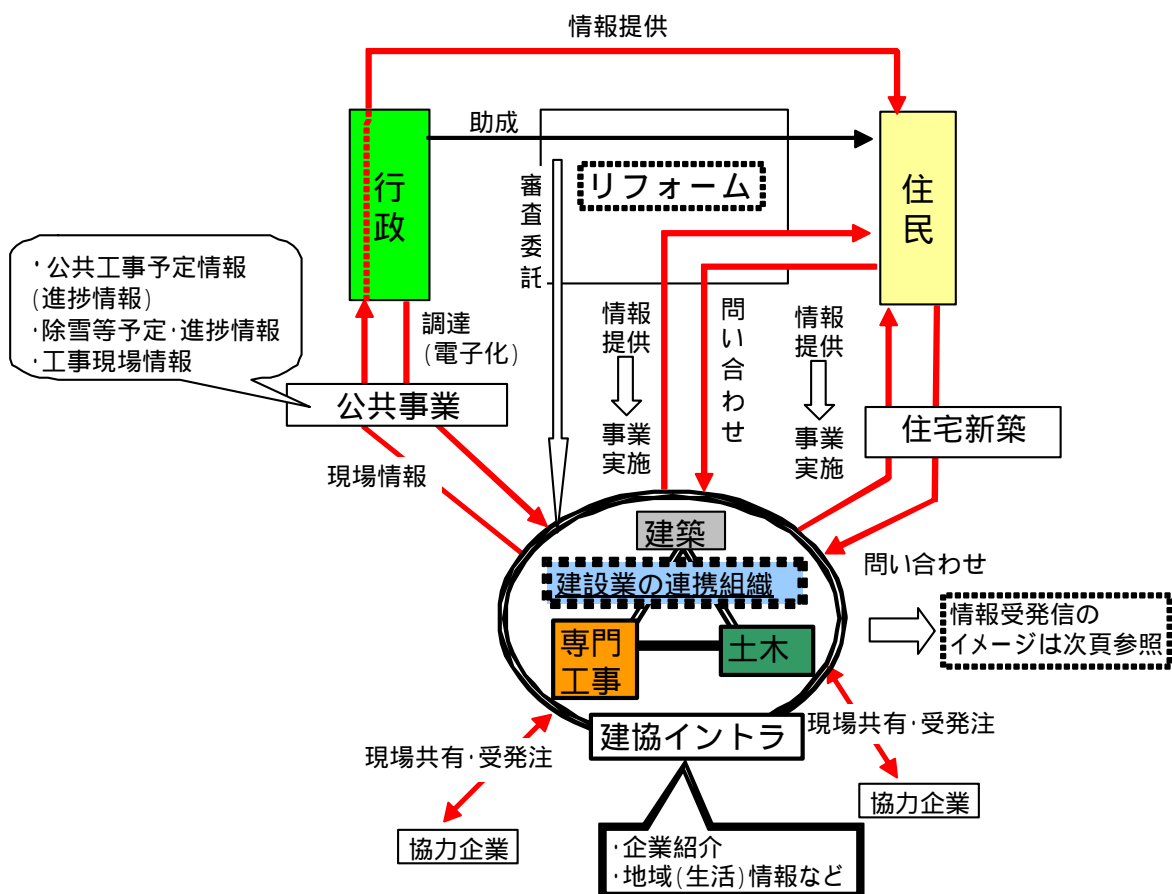 情報提供
助成
行政
審査委託
リフォーム
住民
・公共工事予定情報
(進捗情報)
・除雪等予定・進捗情報
・工事現場情報
調達
(電子化)
情報
提供
事業
実施
問い合わせ
情報
提供
事業
実施
公共事業
住宅新築
現場情報
建築
建設業の連携組織
専門
工事
土木
問い合わせ
情報受発信の
イメージは次頁参照
建協イントラ
現場共有・受発注
現場共有・受発注
協力企業
協力企業
・企業紹介
・地域(生活)情報など